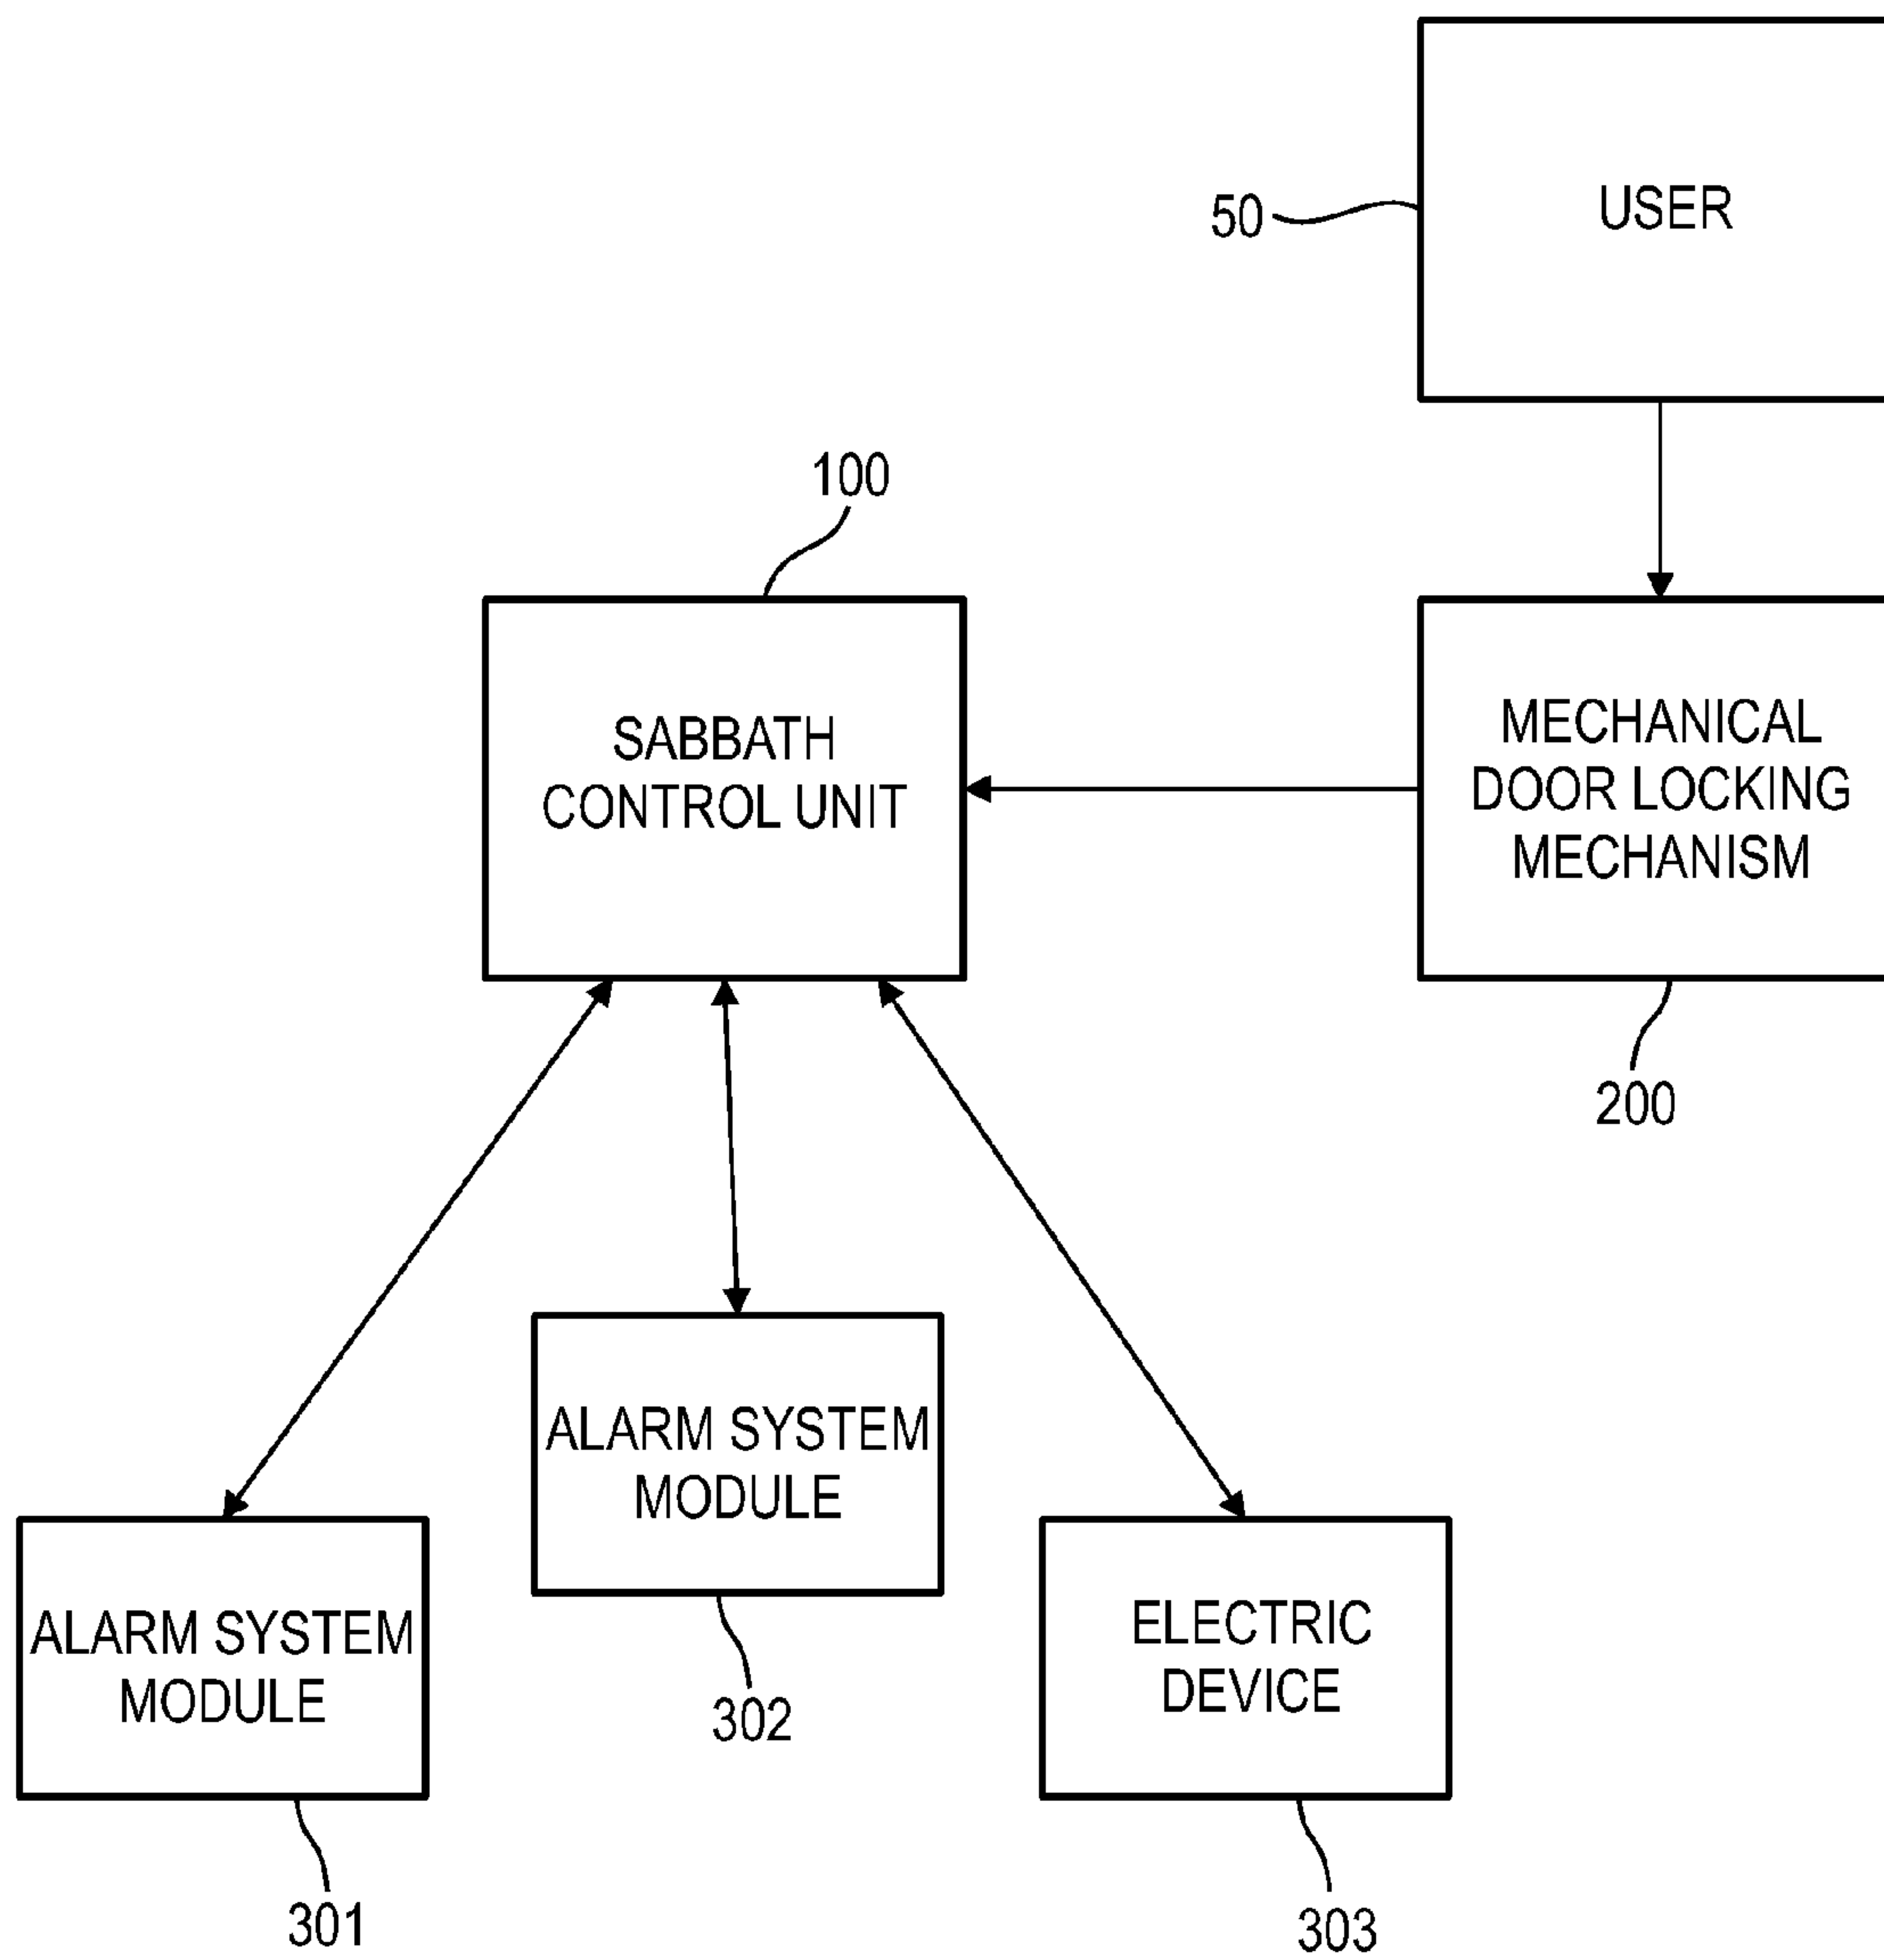 USER
50
100
SABBATH
CONTROL UNIT
MECHANICAL
DOOR LOCKING
MECHANISM
200
ALARM SYSTEM
MODULE
302
ALARM SYSTEM
MODULE
301
ELECTRIC
DEVICE
303